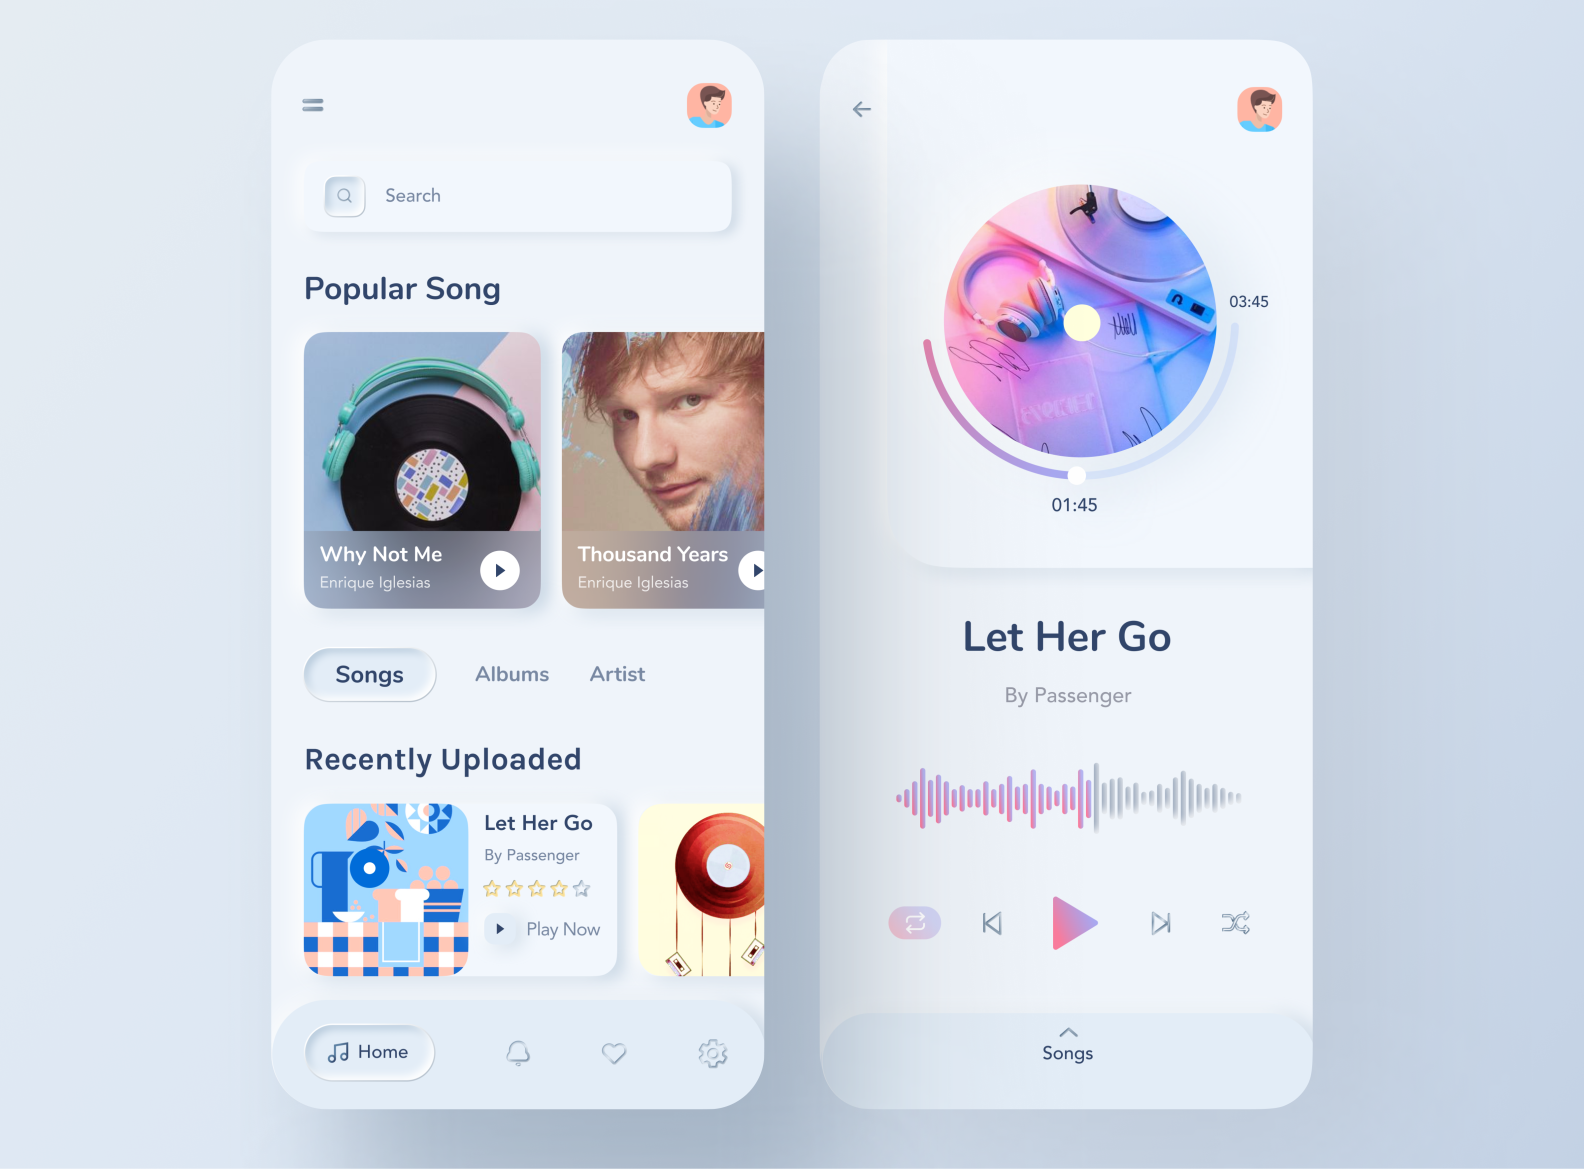 Search
Popular Song
Why Not Me
Enrique Iglesias
Thousand Years
Enrique Iglesias
Songs
Albums
Artist
Recently Uploaded
Let Her Go
By Passenger
Play Now
Home
03:45
01:45
Let Her Go
By Passenger
Songs